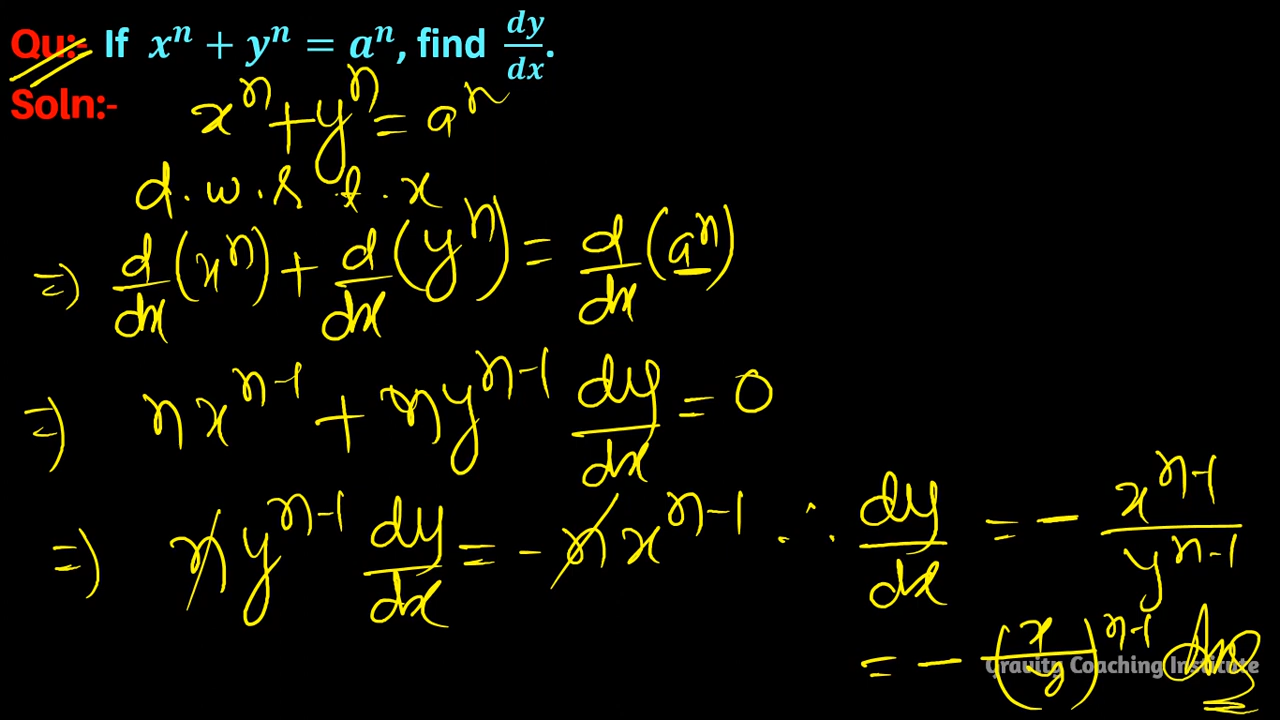 Qu:- If xⁿ + yⁿ = aⁿ, find dy/dx.
Soln:-
xⁿ + yⁿ = aⁿ
d.w.r.t.x
=) d/dx (xⁿ) + d/dx (yⁿ) = d/dx (aⁿ)
=) nxⁿ⁻¹ + nyⁿ⁻¹ dy/dx = 0
=) nyⁿ⁻¹ dy/dx = - nxⁿ⁻¹ ∴ dy/dx = - xⁿ⁻¹/yⁿ⁻¹
= - (x/y)ⁿ⁻¹ Ans
Gravity Coaching Institute